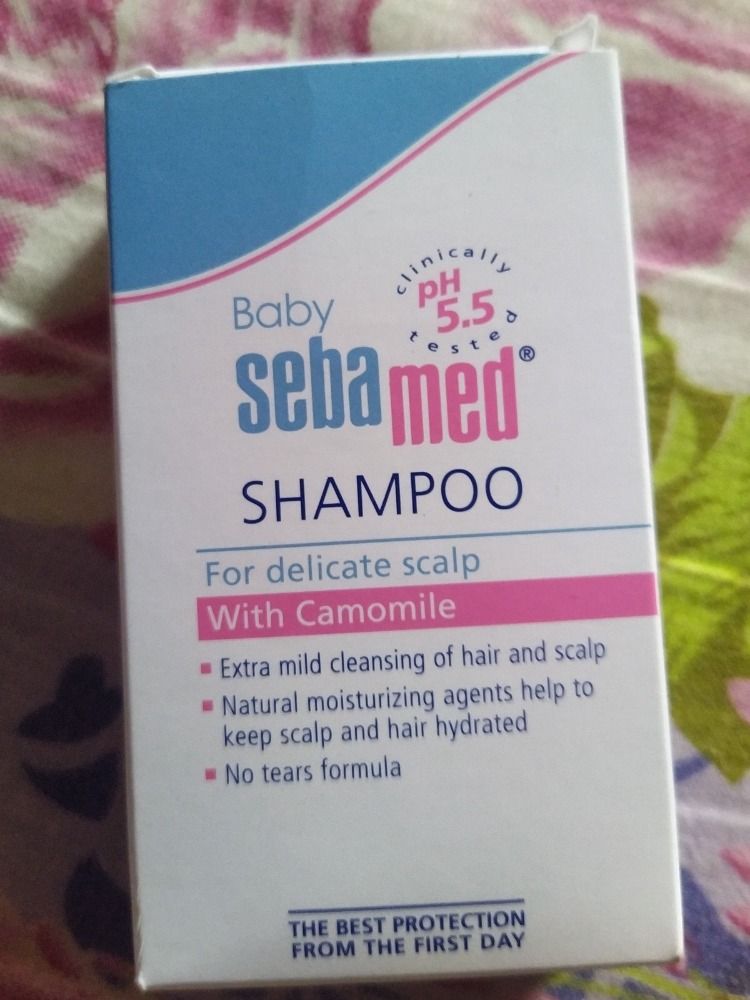 clinically
pH
5.5
tested
Baby
sebamed®
SHAMPOO
For delicate scalp
With Camomile
▪ Extra mild cleansing of hair and scalp
▪ Natural moisturizing agents help to
keep scalp and hair hydrated
▪ No tears formula
THE BEST PROTECTION
FROM THE FIRST DAY